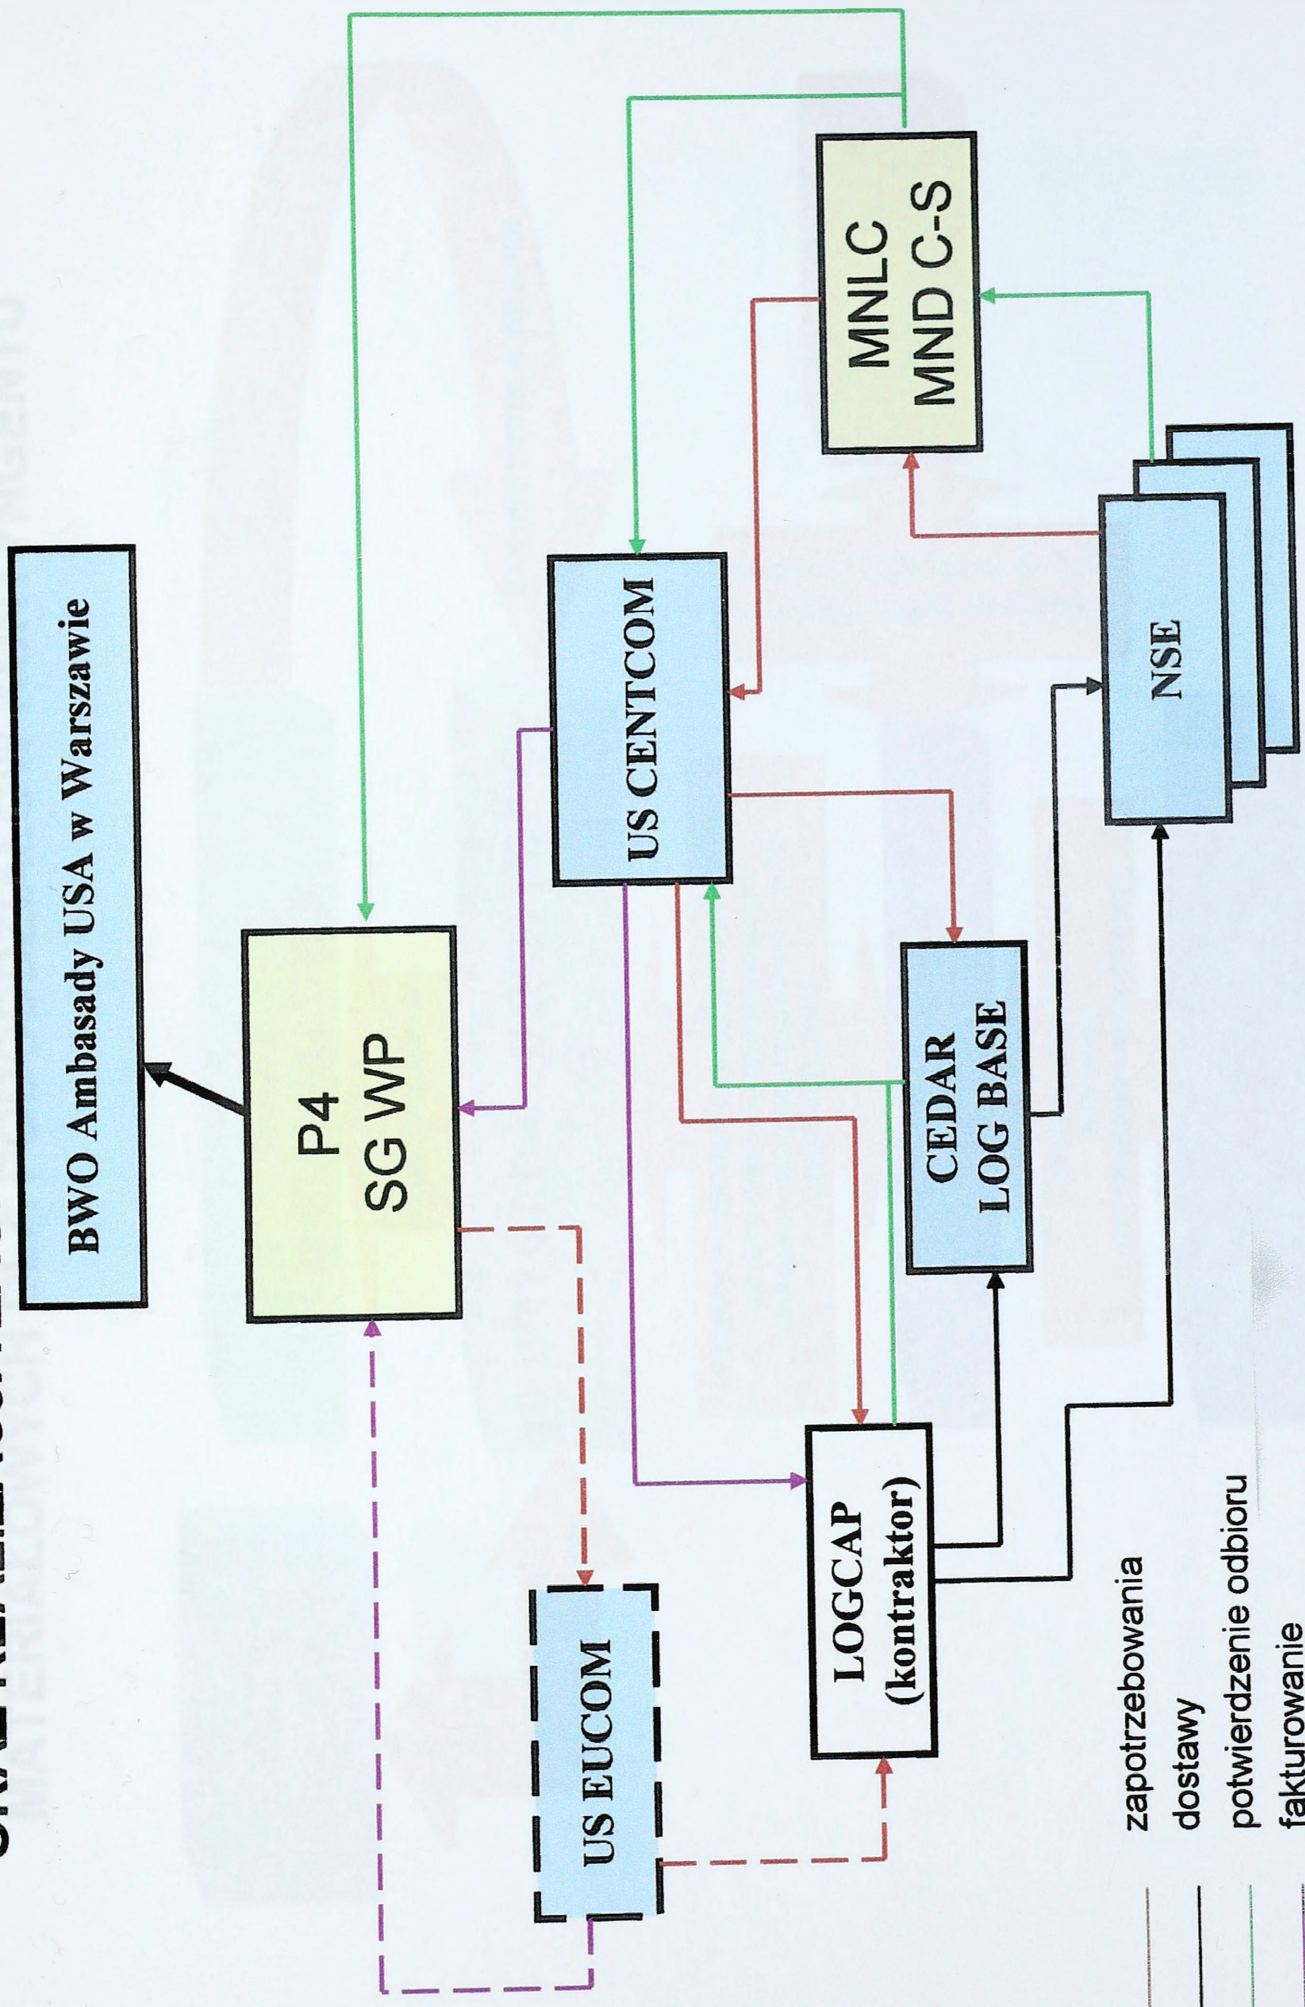 BWO Ambasady USA w Warszawie
P4
SG WP
US EUCOM
US CENTCOM
LOGCAP
(kontraktor)
MNLC
MND C-S
CEDAR
LOG BASE
NSE
zapotrzebowania
dostawy
potwierdzenie odbioru
fakturowanie